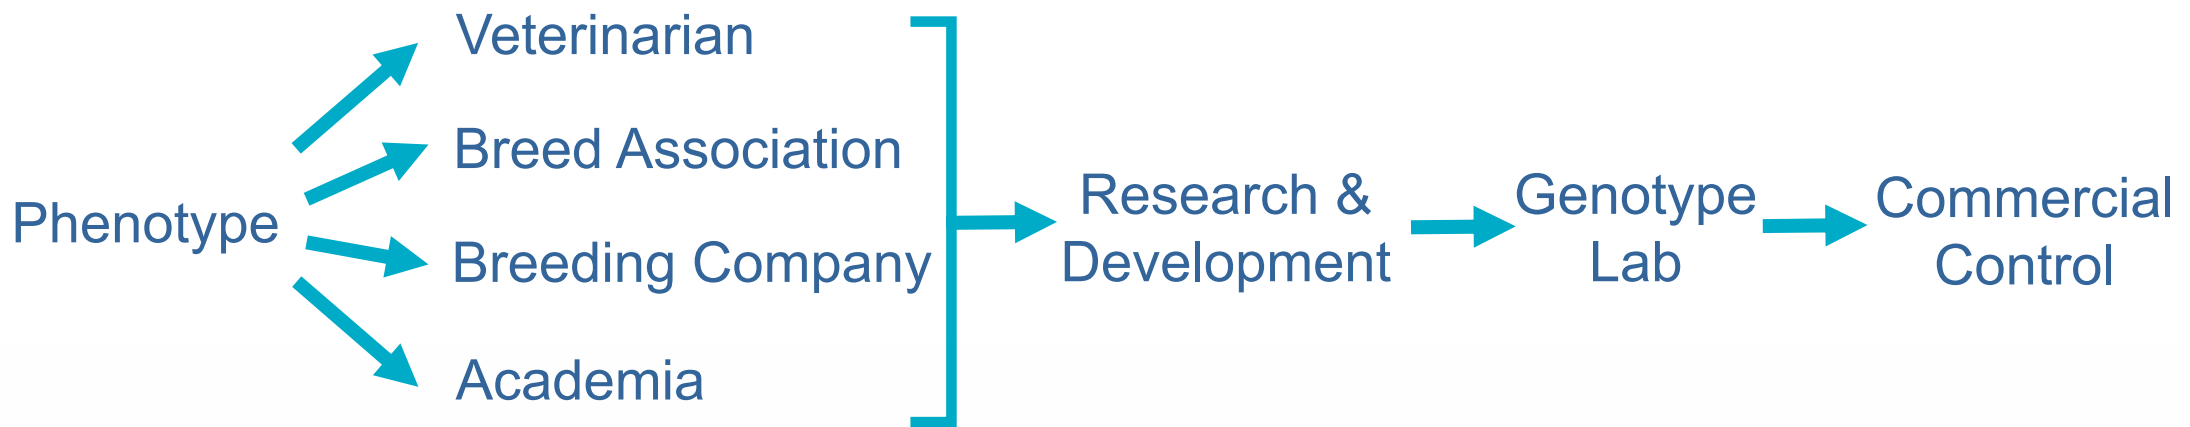 Phenotype
Veterinarian
Breed Association
Breeding Company
Academia
Research &
Development
Genotype
Lab
Commercial
Control